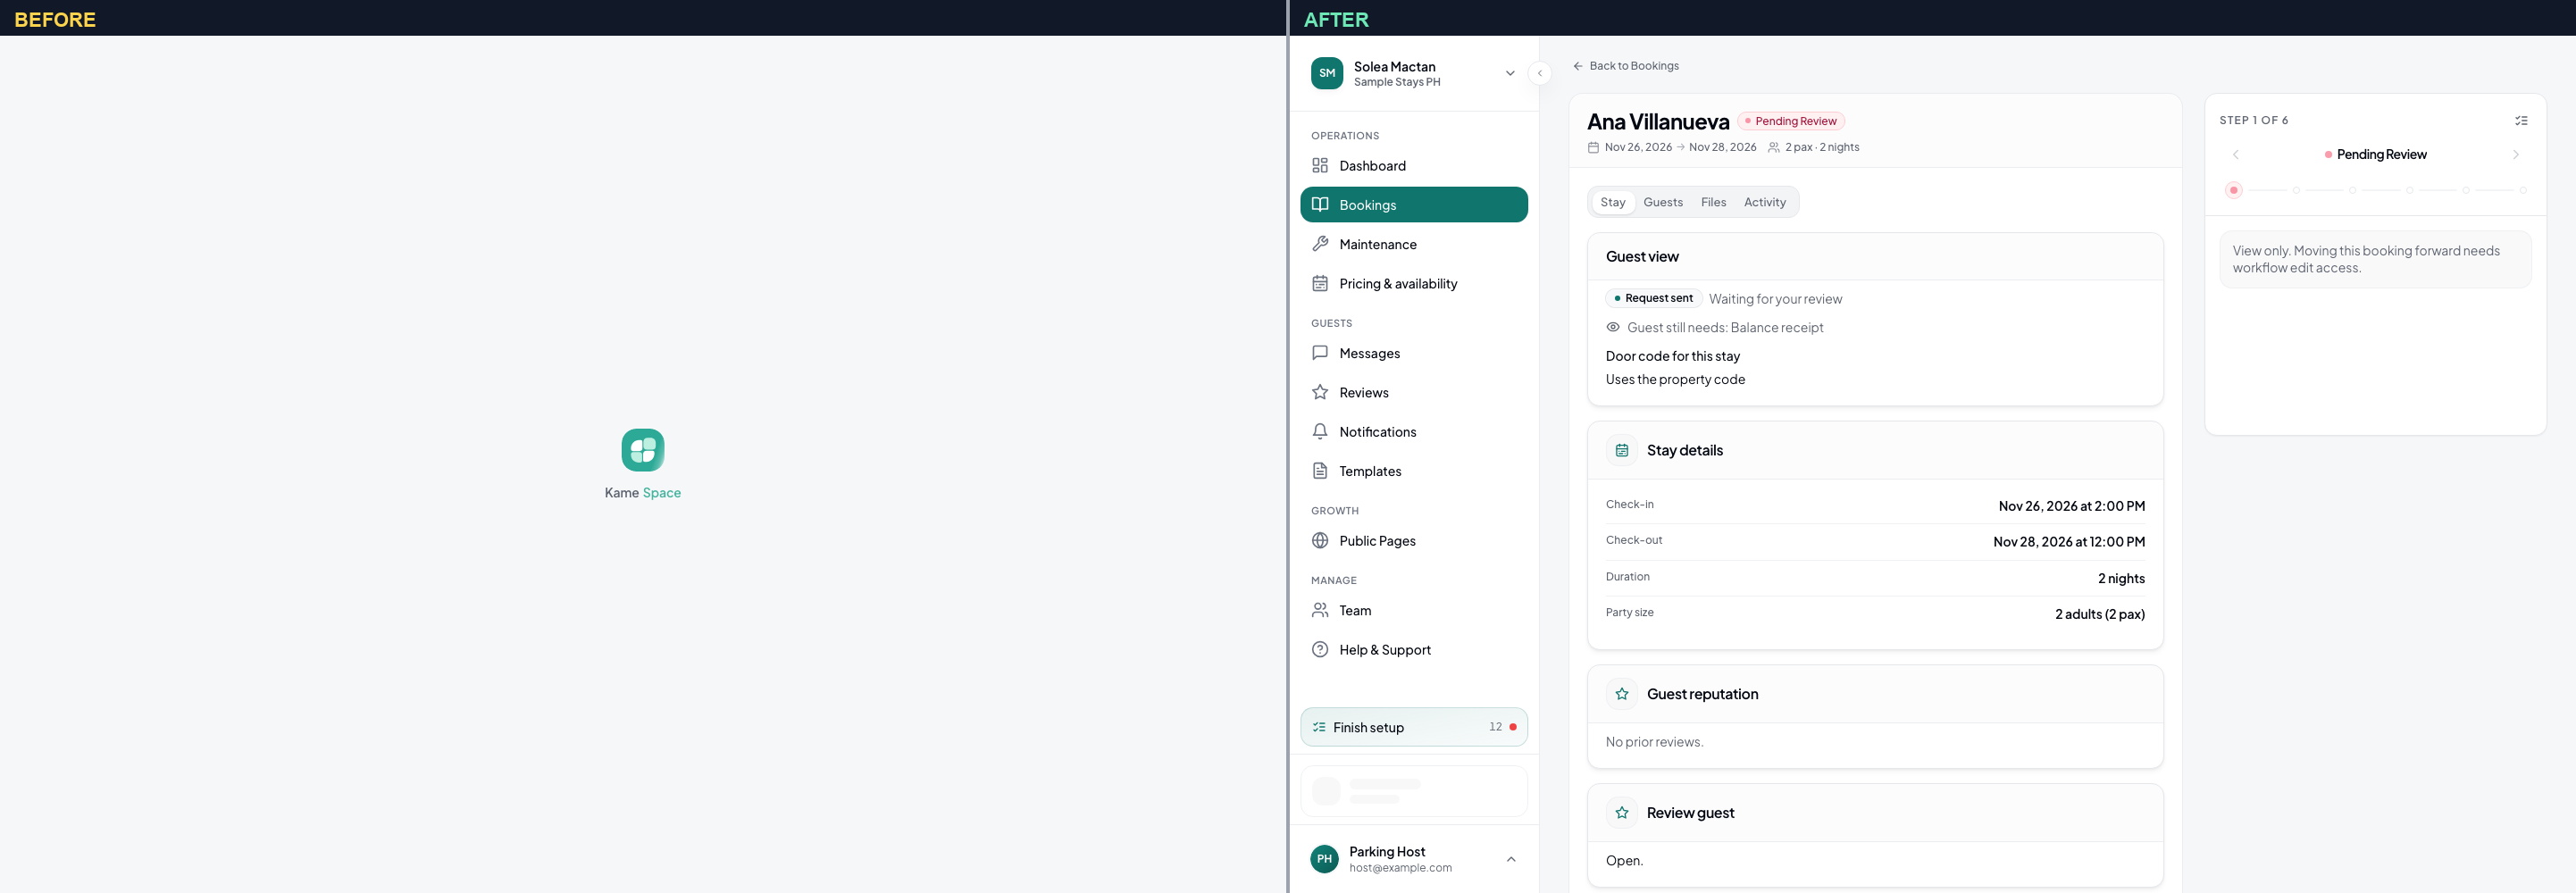 BEFORE
Kame Space
AFTER
SM
Solea Mactan
Sample Stays PH
OPERATIONS
Dashboard
Bookings
Maintenance
Pricing & availability
GUESTS
Messages
Reviews
Notifications
Templates
GROWTH
Public Pages
MANAGE
Team
Help & Support
Finish setup 12
PH
Parking Host
host@example.com
← Back to Bookings
Ana Villanueva Pending Review
Nov 26, 2026 → Nov 28, 2026 2 pax · 2 nights
Stay Guests Files Activity
Guest view
Request sent Waiting for your review
Guest still needs: Balance receipt
Door code for this stay
Uses the property code
Stay details
Check-in Nov 26, 2026 at 2:00 PM
Check-out Nov 28, 2026 at 12:00 PM
Duration 2 nights
Party size 2 adults (2 pax)
Guest reputation
No prior reviews.
Review guest
Open.
STEP 1 OF 6
Pending Review
View only. Moving this booking forward needs
workflow edit access.